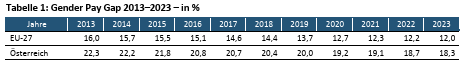 Tabelle 1: Gender Pay Gap 2013–2023 – in %
Jahre 2013 2014 2015 2016 2017 2018 2019 2020 2021 2022 2023
EU-27 16,0 15,7 15,5 15,1 14,6 14,4 13,7 12,7 12,3 12,2 12,0
Österreich 22,3 22,2 21,8 20,8 20,7 20,4 20,0 19,2 19,1 18,7 18,3